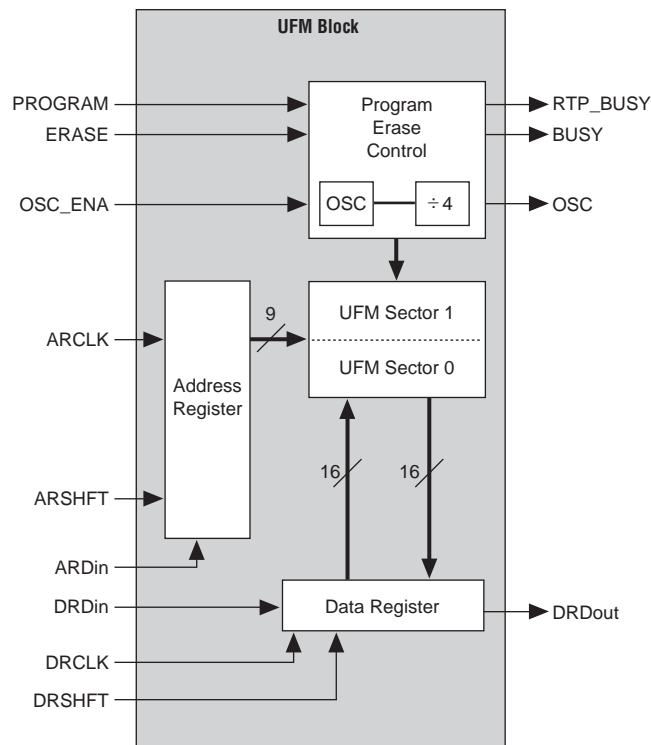 UFM Block
PROGRAM
ERASE
OSC_ENA
Program
Erase
Control
OSC
÷ 4
RTP_BUSY
BUSY
OSC
ARCLK
ARSHFT
ARDin
Address
Register
9
UFM Sector 1
UFM Sector 0
16
16
DRDin
DRCLK
DRSHFT
Data Register
DRDout